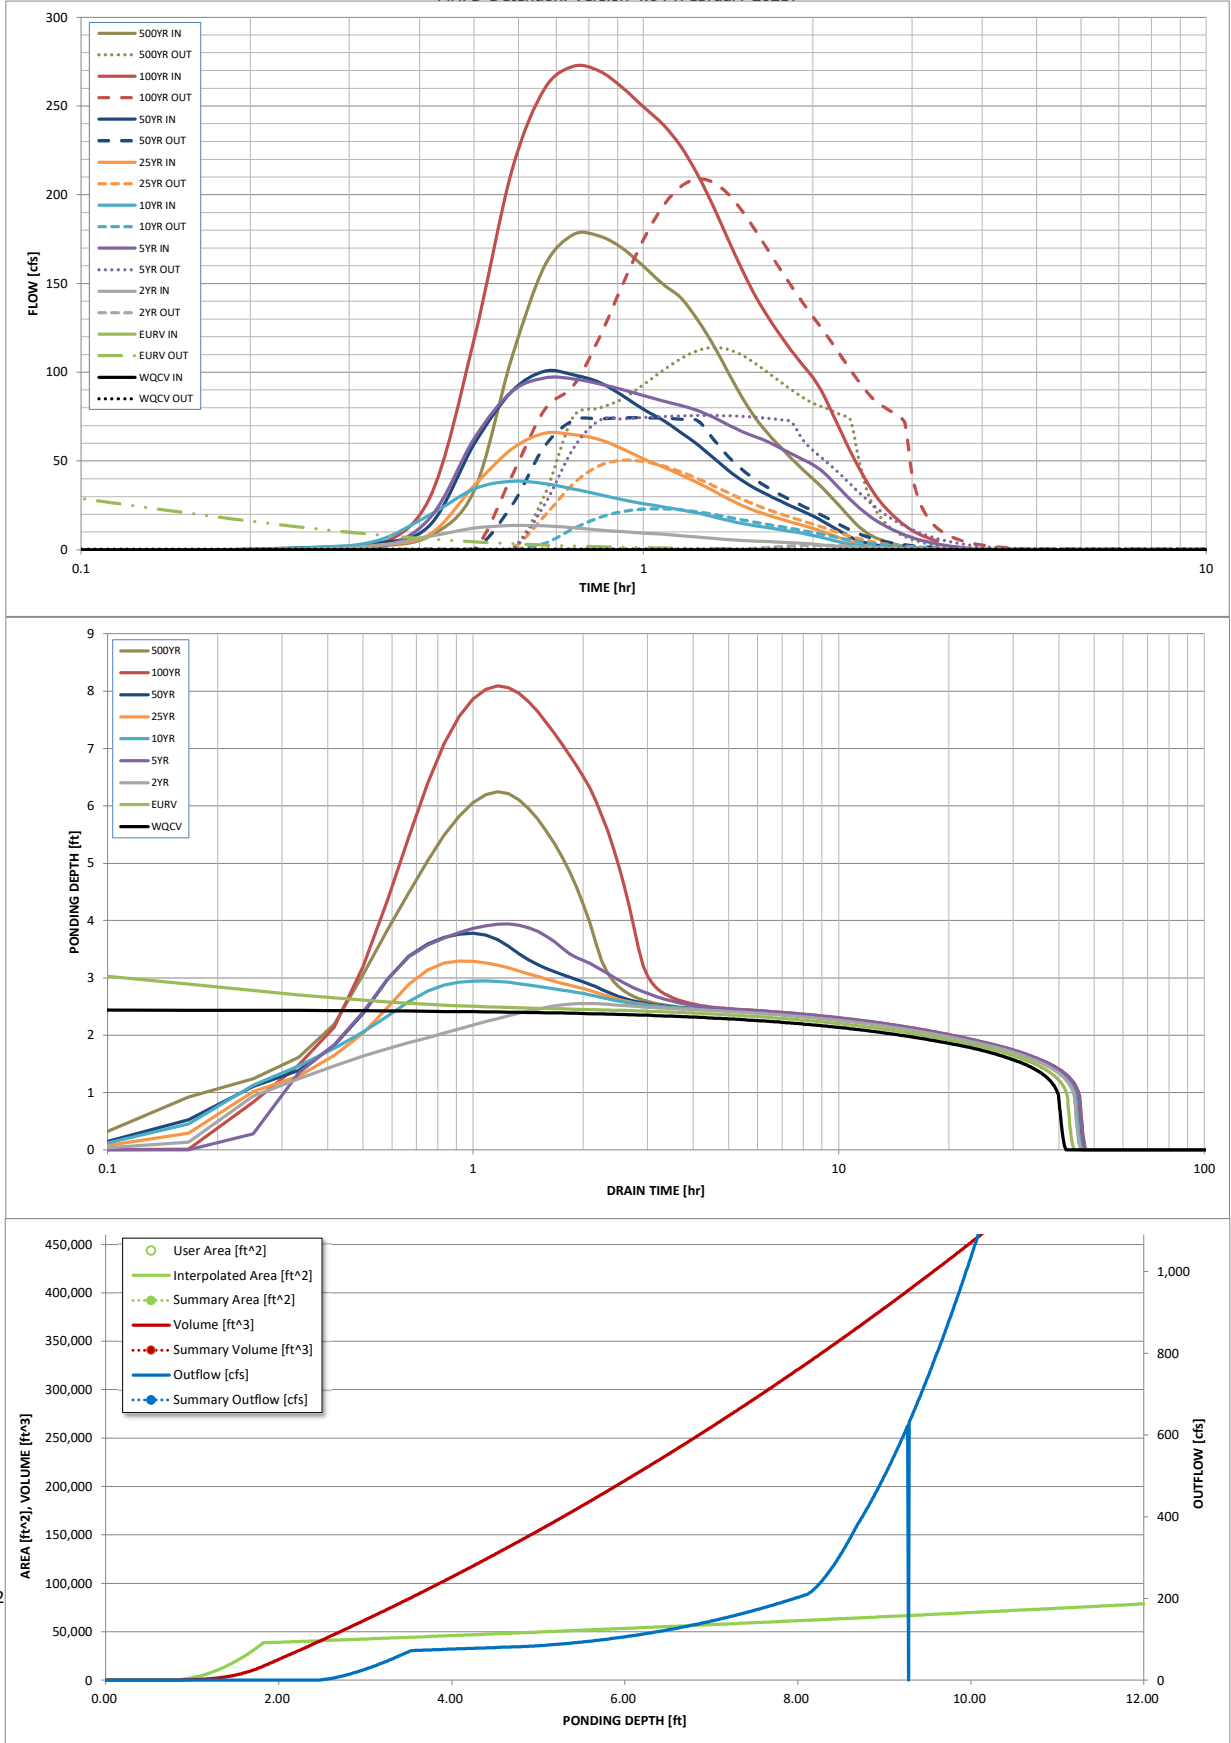 300
250
200
150
100
50
0
FLOW [cfs]
500YR IN
500YR OUT
100YR IN
100YR OUT
50YR IN
50YR OUT
25YR IN
25YR OUT
10YR IN
10YR OUT
5YR IN
5YR OUT
2YR IN
2YR OUT
EURV IN
EURV OUT
WQCV IN
WQCV OUT
0.1
1
10
TIME [hr]
9
8
7
6
5
4
3
2
1
0
PONDING DEPTH [ft]
500YR
100YR
50YR
25YR
10YR
5YR
2YR
EURV
WQCV
0.1
1
10
100
DRAIN TIME [hr]
450,000
400,000
350,000
300,000
250,000
200,000
150,000
100,000
50,000
0
AREA [ft^2], VOLUME [ft^3]
User Area [ft^2]
Interpolated Area [ft^2]
Summary Area [ft^2]
Volume [ft^3]
Summary Volume [ft^3]
Outflow [cfs]
Summary Outflow [cfs]
1,000
800
600
400
200
0
OUTFLOW [cfs]
0.00
2.00
4.00
6.00
8.00
10.00
12.00
PONDING DEPTH [ft]